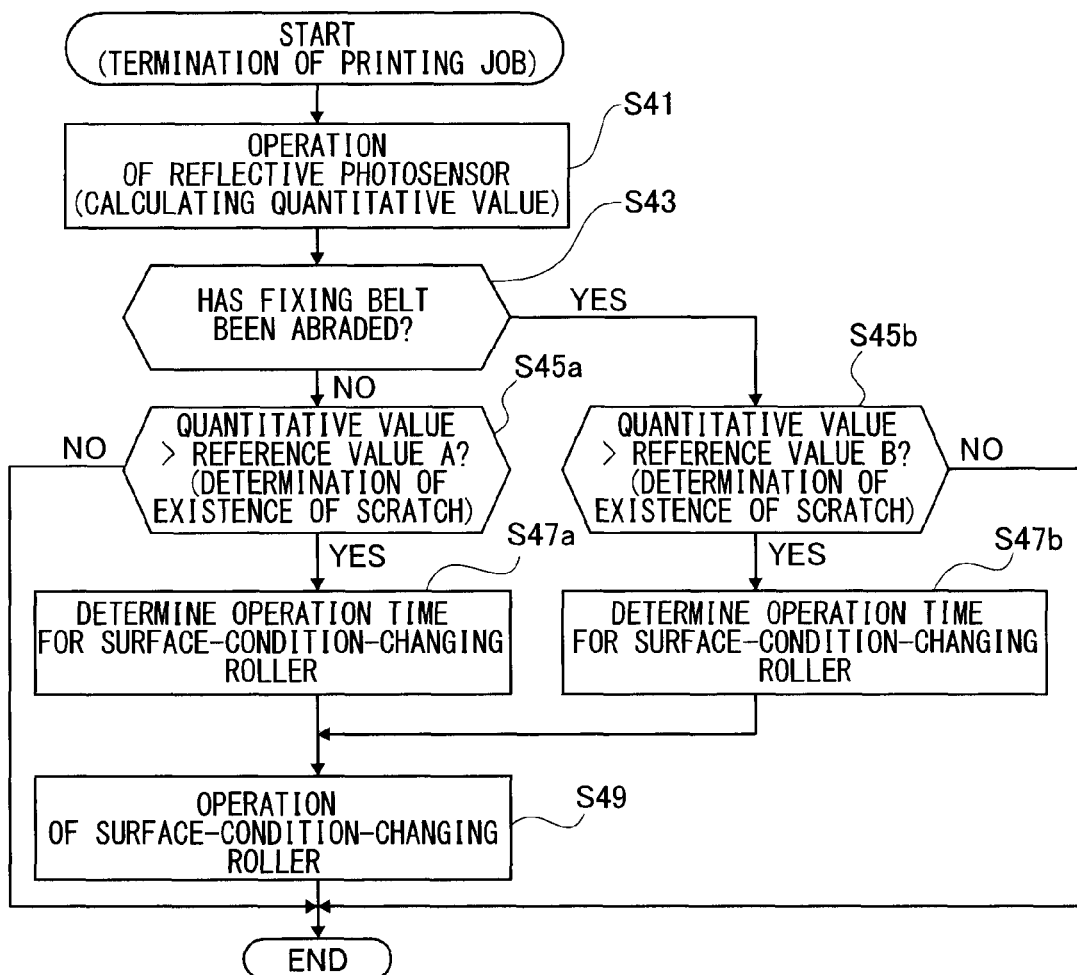 START
(TERMINATION OF PRINTING JOB)
S41
OPERATION
OF REFLECTIVE PHOTOSENSOR
(CALCULATING QUANTITATIVE VALUE)
S43
HAS FIXING BELT
BEEN ABRADED?
YES
NO
S45a
QUANTITATIVE VALUE
> REFERENCE VALUE A?
(DETERMINATION OF
EXISTENCE OF SCRATCH)
NO
YES
S45b
QUANTITATIVE VALUE
> REFERENCE VALUE B?
(DETERMINATION OF
EXISTENCE OF SCRATCH)
NO
YES
S47a
DETERMINE OPERATION TIME
FOR SURFACE-CONDITION-CHANGING
ROLLER
S47b
DETERMINE OPERATION TIME
FOR SURFACE-CONDITION-CHANGING
ROLLER
S49
OPERATION
OF SURFACE-CONDITION-CHANGING
ROLLER
END